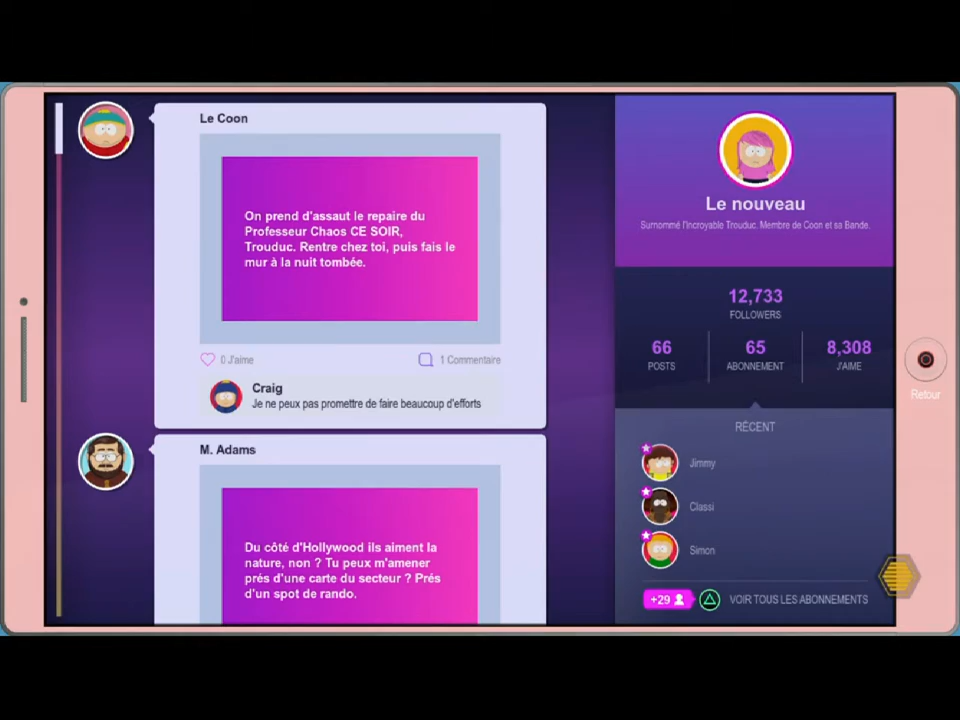 Le Coon
On prend d'assaut le repaire du
Professeur Chaos CE SOIR,
Trouduc. Rentre chez toi, puis fais le
mur à la nuit tombée.
0 J'aime
1 Commentaire
Craig
Je ne peux pas promettre de faire beaucoup d'efforts
M. Adams
Du côté d'Hollywood ils aiment la
nature, non ? Tu peux m'amener
prés d'une carte du secteur ? Prés
d'un spot de rando.
Le nouveau
Surnommé l'Incroyable Trouduc. Membre de Coon et sa Bande.
12,733
FOLLOWERS
66
POSTS
65
ABONNEMENT
8,308
J'AIME
RÉCENT
Jimmy
Classi
Simon
+29
VOIR TOUS LES ABONNEMENTS
Retour